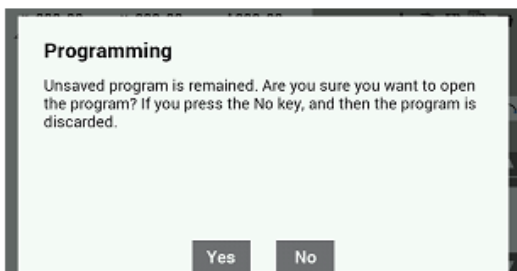 Programming
Unsaved program is remained. Are you sure you want to open
the program? If you press the No key, and then the program is
discarded.
Yes No